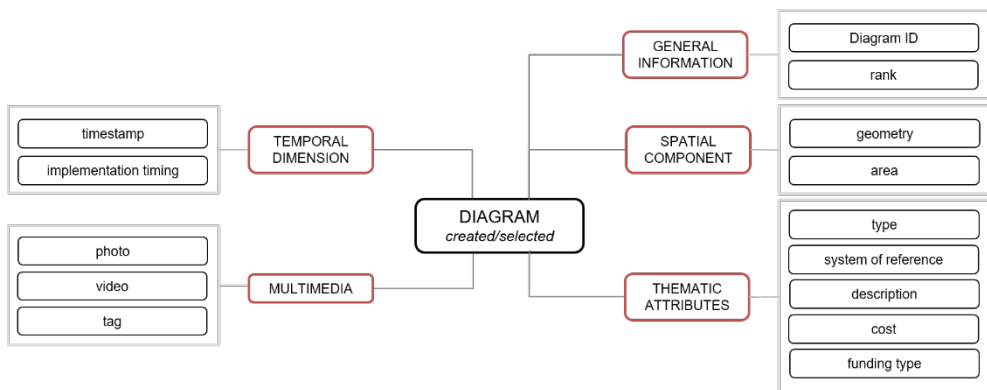 GENERAL
INFORMATION
Diagram ID
rank
timestamp
implementation timing
TEMPORAL
DIMENSION
SPATIAL
COMPONENT
geometry
area
DIAGRAM
created/selected
photo
video
tag
MULTIMEDIA
THEMATIC
ATTRIBUTES
type
system of reference
description
cost
funding type